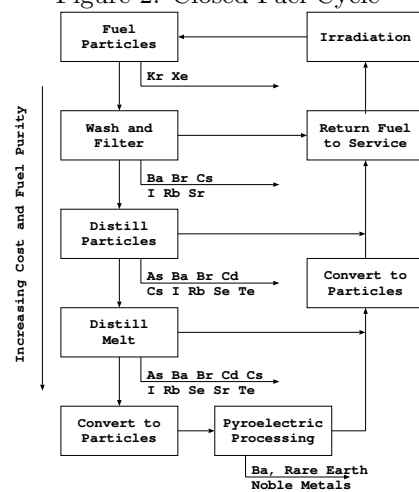 Figure 2: Closed Fuel Cycle
Fuel
Particles
Irradiation
Kr Xe
Wash and
Filter
Return Fuel
to Service
Ba Br Cs
I Rb Sr
Distill
Particles
As Ba Br Cd
Cs I Rb Se Te
Convert to
Particles
Distill
Melt
As Ba Br Cd Cs
I Rb Se Sr Te
Convert to
Particles
Pyroelectric
Processing
Ba, Rare Earth
Noble Metals
Increasing Cost and Fuel Purity